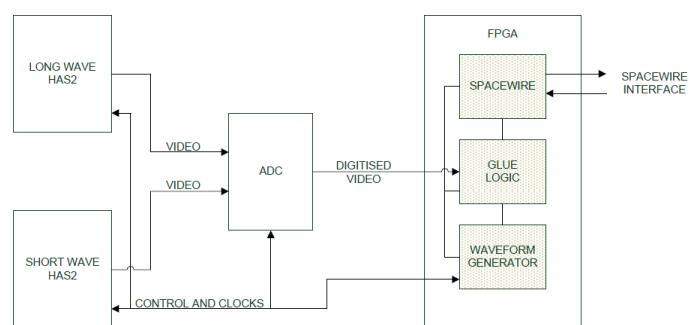 FPGA
LONG WAVE
HAS2
SPACEWIRE
SPACEWIRE
INTERFACE
VIDEO
ADC
DIGITISED
VIDEO
GLUE
LOGIC
VIDEO
SHORT WAVE
HAS2
WAVEFORM
GENERATOR
CONTROL AND CLOCKS